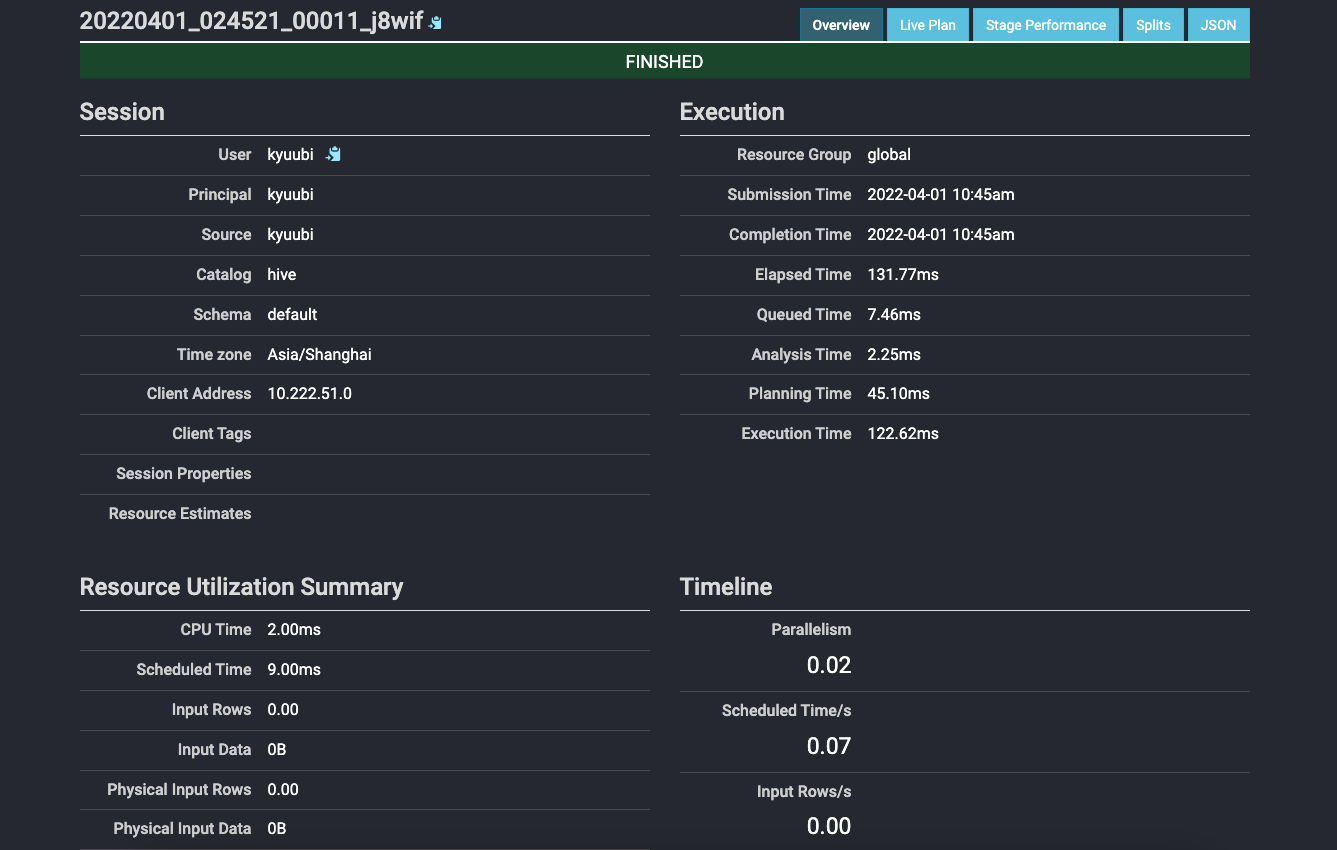 20220401_024521_00011_j8wif
Overview
Live Plan
Stage Performance
Splits
JSON
FINISHED
Session
User kyuubi
Principal kyuubi
Source kyuubi
Catalog hive
Schema default
Time zone Asia/Shanghai
Client Address 10.222.51.0
Client Tags
Session Properties
Resource Estimates
Execution
Resource Group global
Submission Time 2022-04-01 10:45am
Completion Time 2022-04-01 10:45am
Elapsed Time 131.77ms
Queued Time 7.46ms
Analysis Time 2.25ms
Planning Time 45.10ms
Execution Time 122.62ms
Resource Utilization Summary
CPU Time 2.00ms
Scheduled Time 9.00ms
Input Rows 0.00
Input Data 0B
Physical Input Rows 0.00
Physical Input Data 0B
Timeline
Parallelism
0.02
Scheduled Time/s
0.07
Input Rows/s
0.00